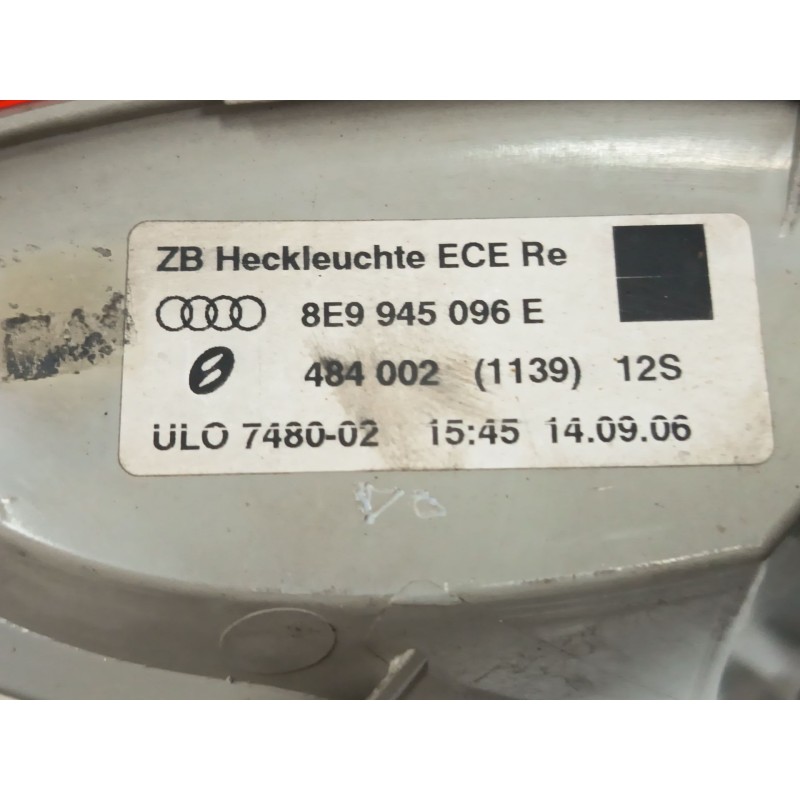 ZB Heckleuchte ECE Re
8E9 945 096 E
484 002 (1139) 12S
ULO 7480-02 15:45 14.09.06